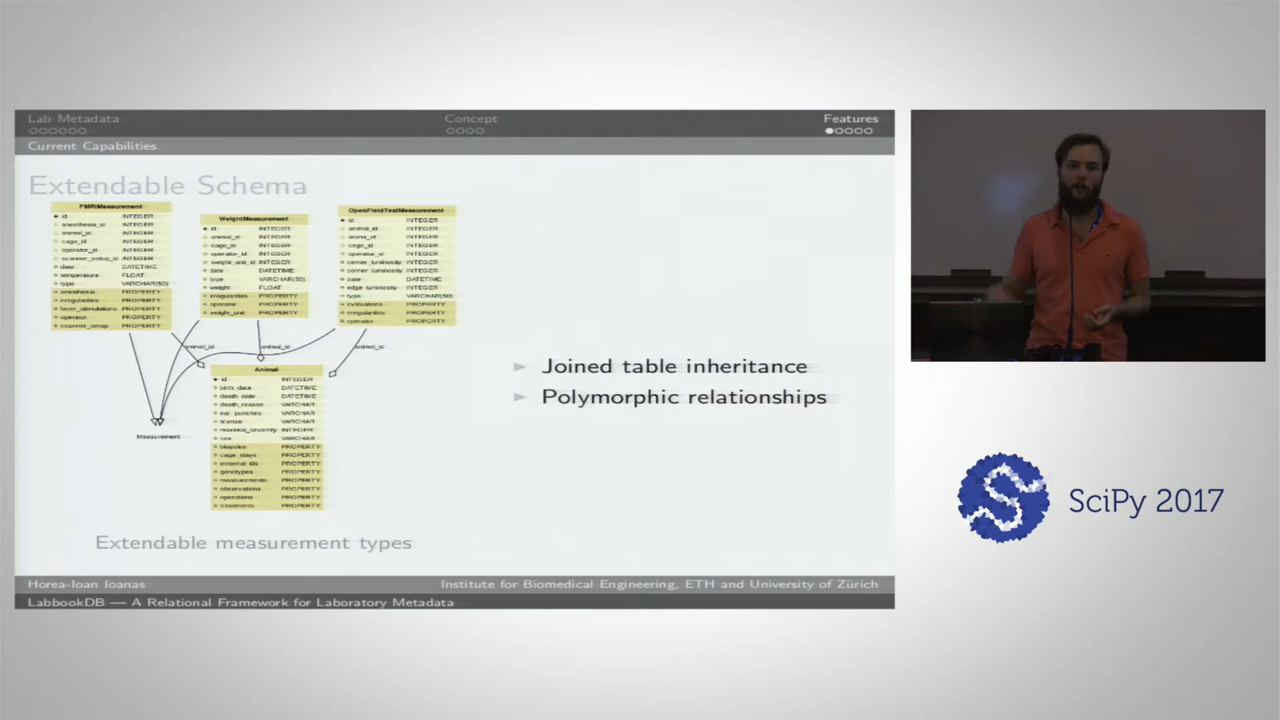 Lab Metadata
Concept
Features
Current Capabilities
Extendable Schema
FMRIMeasurement
id INTEGER
anesthesia_id INTEGER
animal_id INTEGER
cage_id INTEGER
operator_id INTEGER
scanner_setup_id INTEGER
date DATETIME
temperature FLOAT
type VARCHAR(50)
anesthesia PROPERTY
irregularities PROPERTY
laser_stimulations PROPERTY
operator PROPERTY
scanner_setup PROPERTY
WeightMeasurement
id INTEGER
animal_id INTEGER
cage_id INTEGER
operator_id INTEGER
weight_unit_id INTEGER
date DATETIME
type VARCHAR(50)
weight FLOAT
irregularities PROPERTY
operator PROPERTY
weight_unit PROPERTY
OpenFieldTestMeasurement
id INTEGER
animal_id INTEGER
arena_id INTEGER
cage_id INTEGER
operator_id INTEGER
center_luminosity INTEGER
corner_luminosity INTEGER
date DATETIME
edge_luminosity INTEGER
type VARCHAR(50)
evaluations PROPERTY
irregularities PROPERTY
operator PROPERTY
animal_id
animal_id
animal_id
Measurement
Animal
id INTEGER
birth_date DATETIME
death_date DATETIME
death_reason VARCHAR
ear_punches VARCHAR
license VARCHAR
maximal_severity INTEGER
sex VARCHAR
biopsies PROPERTY
cage_stays PROPERTY
external_ids PROPERTY
genotypes PROPERTY
measurements PROPERTY
observations PROPERTY
operations PROPERTY
treatments PROPERTY
Joined table inheritance
Polymorphic relationships
Extendable measurement types
Horea-Ioan Ioanas
Institute for Biomedical Engineering, ETH and University of Zürich
LabbookDB — A Relational Framework for Laboratory Metadata
SciPy 2017